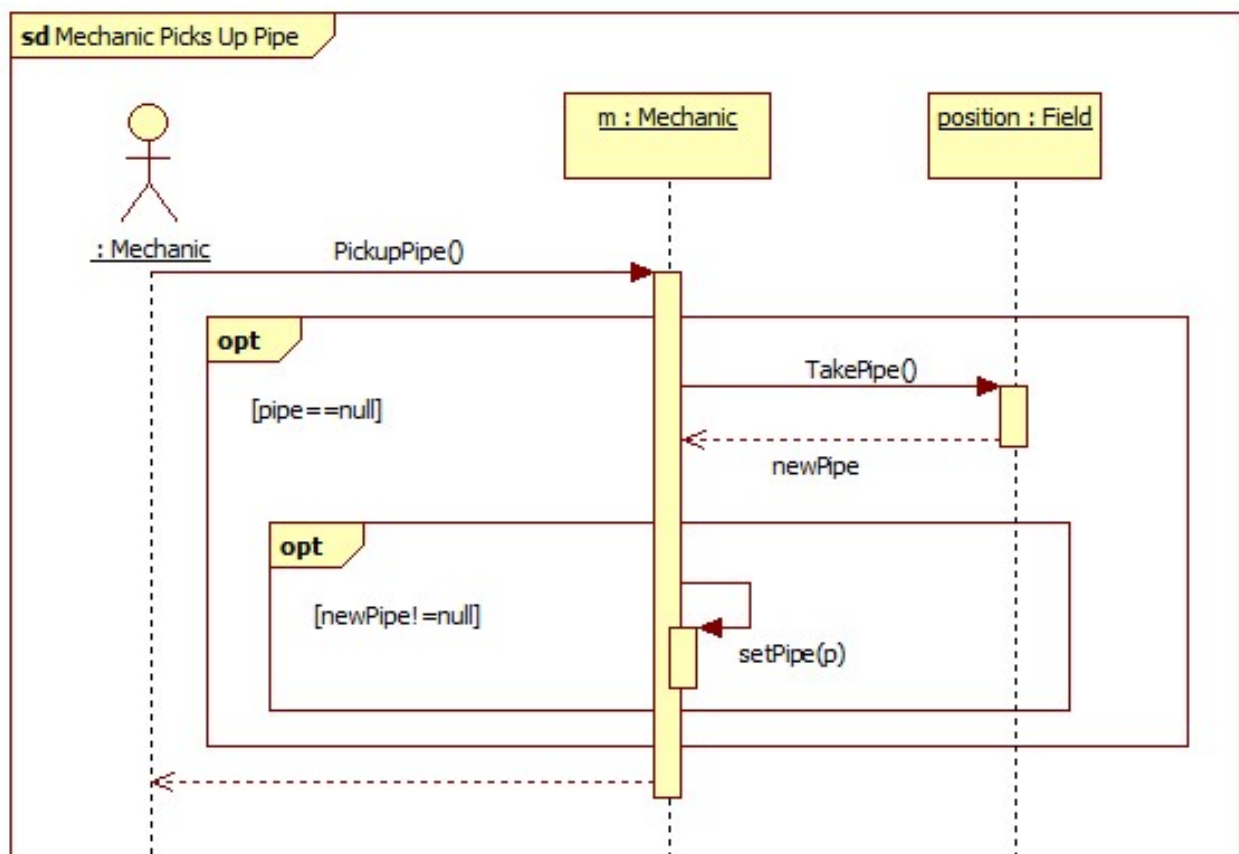 sd Mechanic Picks Up Pipe
m : Mechanic
position : Field
: Mechanic
PickupPipe()
opt
TakePipe()
[pipe==null]
newPipe
opt
[newPipe!=null]
setPipe(p)